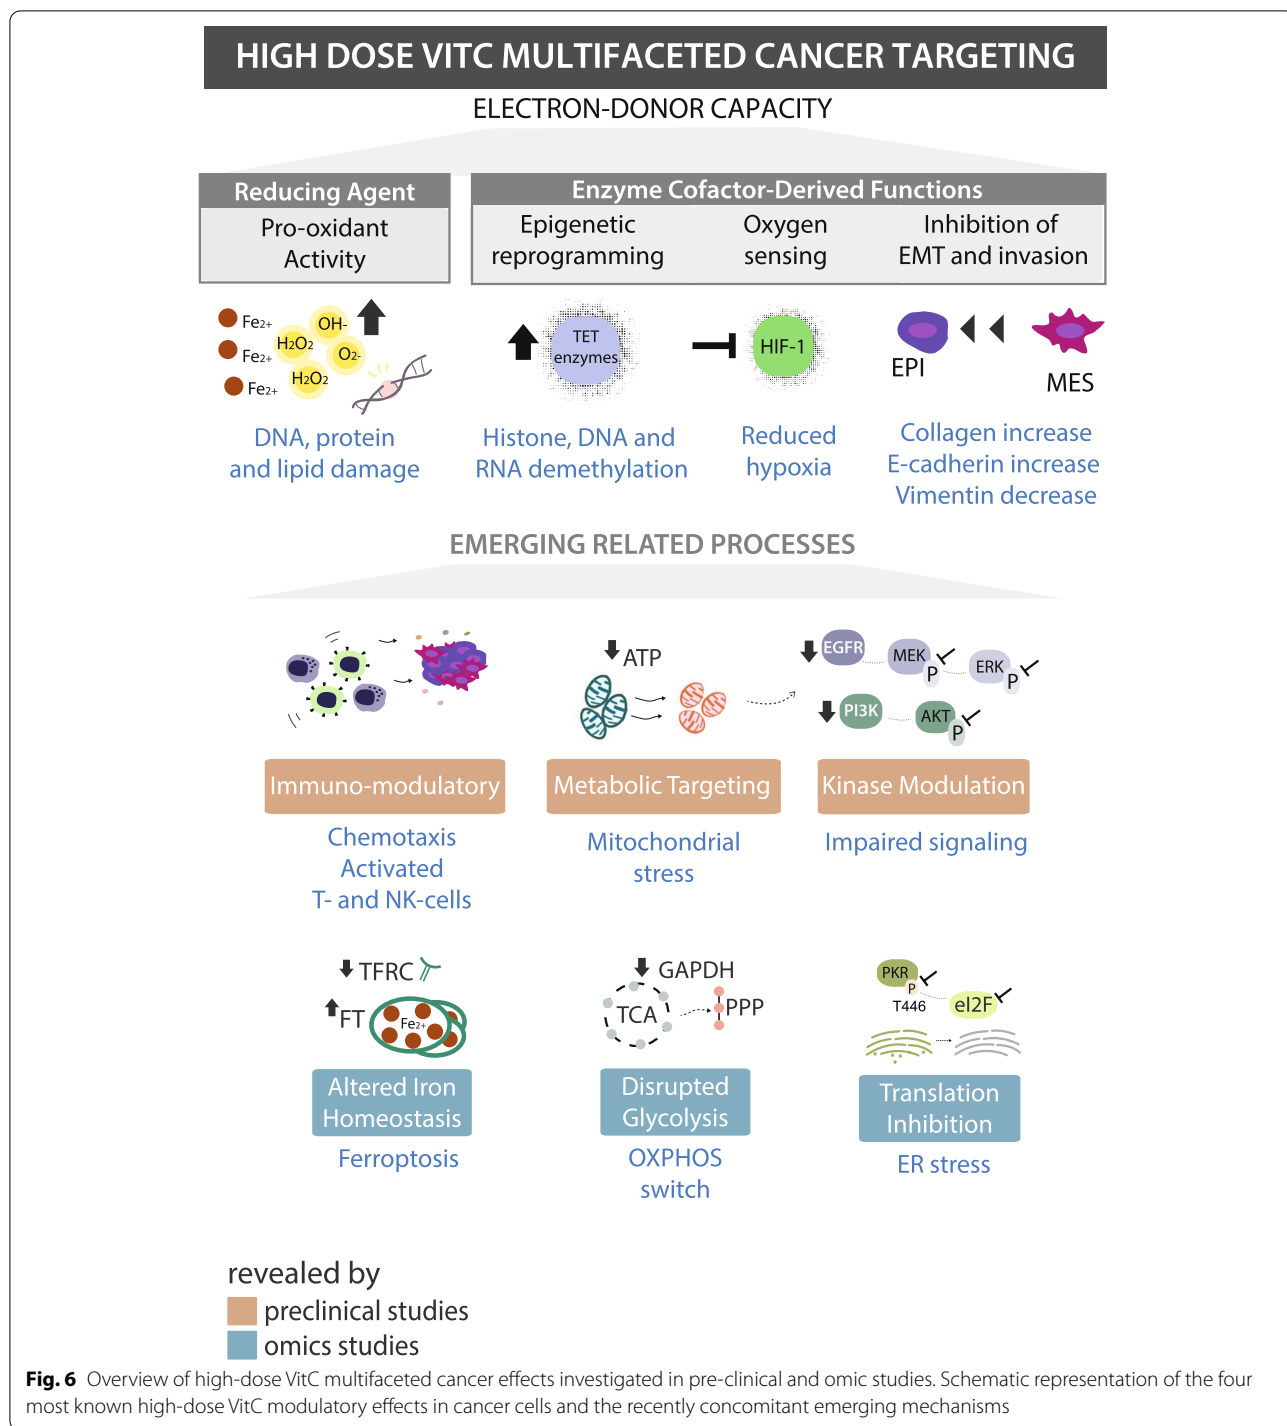 HIGH DOSE VITC MULTIFACETED CANCER TARGETING
ELECTRON-DONOR CAPACITY
Reducing Agent
Pro-oxidant
Activity
Enzyme Cofactor-Derived Functions
Epigenetic
reprogramming
Oxygen
sensing
Inhibition of
EMT and invasion
Fe2+
Fe2+
Fe2+
OH-
H2O2
O2-
H2O2
TET
enzymes
HIF-1
EPI
MES
DNA, protein
and lipid damage
Histone, DNA and
RNA demethylation
Reduced
hypoxia
Collagen increase
E-cadherin increase
Vimentin decrease
EMERGING RELATED PROCESSES
ATP
EGFR
MEK
P
ERK
P
PI3K
AKT
P
Immuno-modulatory
Metabolic Targeting
Kinase Modulation
Chemotaxis
Activated
T- and NK-cells
Mitochondrial
stress
Impaired signaling
TFRC
FT
Fe2+
GAPDH
TCA
PPP
PKR
P
T446
eI2F
Altered Iron
Homeostasis
Disrupted
Glycolysis
Translation
Inhibition
Ferroptosis
OXPHOS
switch
ER stress
revealed by
preclinical studies
omics studies
Fig. 6 Overview of high-dose VitC multifaceted cancer effects investigated in pre-clinical and omic studies. Schematic representation of the four
most known high-dose VitC modulatory effects in cancer cells and the recently concomitant emerging mechanisms